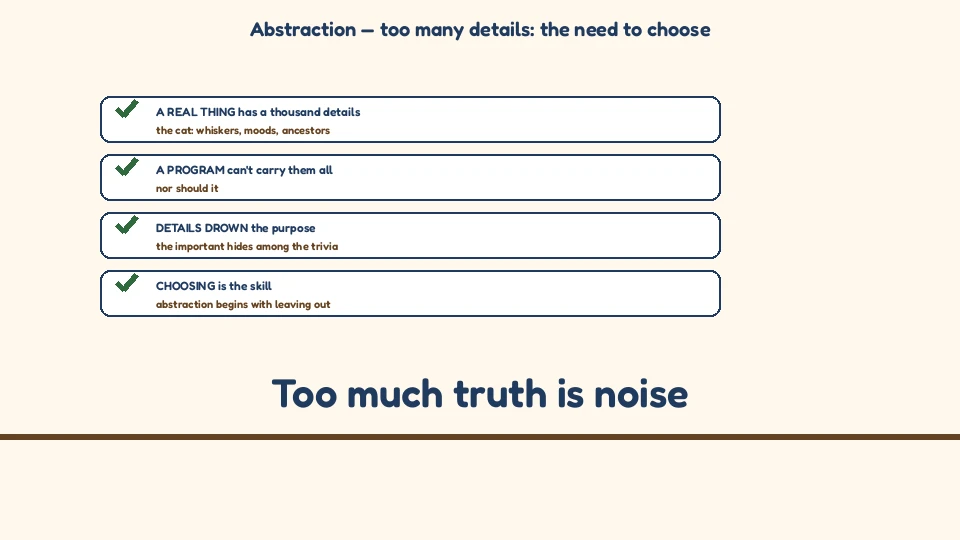 Abstraction — too many details: the need to choose
A REAL THING has a thousand details
the cat: whiskers, moods, ancestors
A PROGRAM can't carry them all
nor should it
DETAILS DROWN the purpose
the important hides among the trivia
CHOOSING is the skill
abstraction begins with leaving out
Too much truth is noise